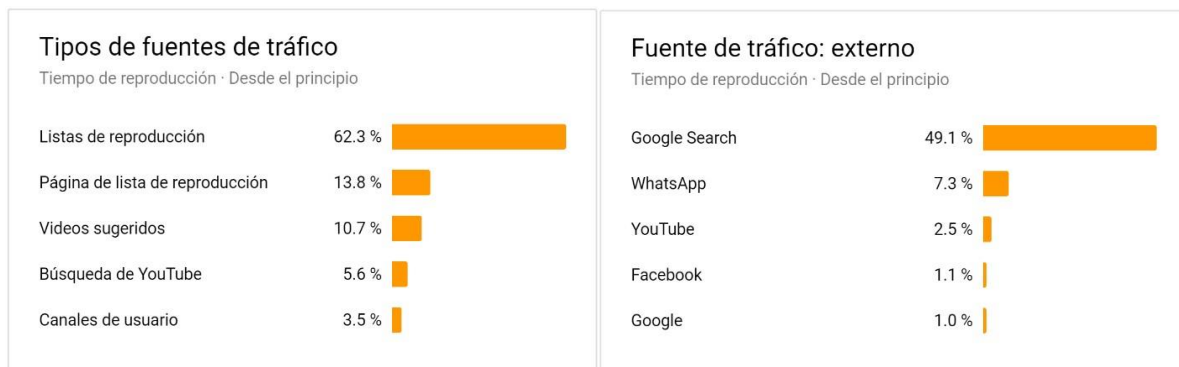 Tipos de fuentes de tráfico
Tiempo de reproducción · Desde el principio
Listas de reproducción 62.3 %
Página de lista de reproducción 13.8 %
Videos sugeridos 10.7 %
Búsqueda de YouTube 5.6 %
Canales de usuario 3.5 %
Fuente de tráfico: externo
Tiempo de reproducción · Desde el principio
Google Search 49.1 %
WhatsApp 7.3 %
YouTube 2.5 %
Facebook 1.1 %
Google 1.0 %